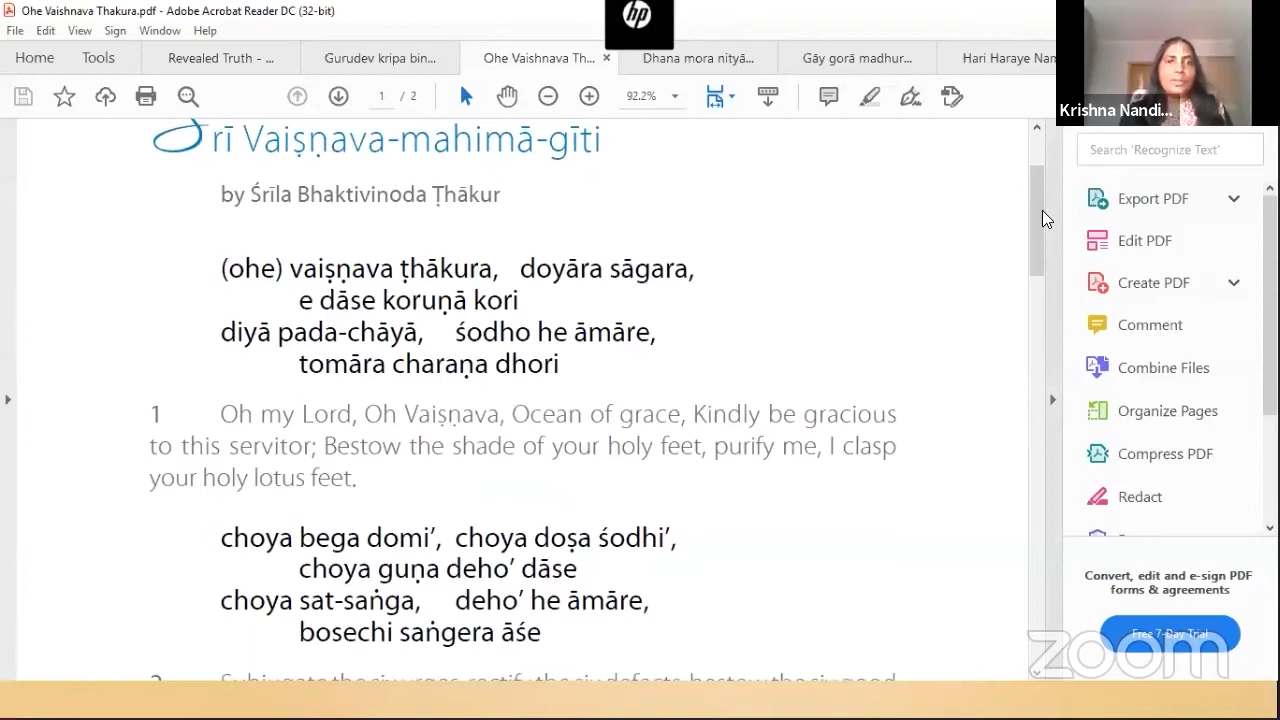 Ohe Vaishnava Thakura.pdf - Adobe Acrobat Reader DC (32-bit)
File Edit View Sign Window Help
hp
Home Tools Revealed Truth - ... Gurudev kripa bin... Ohe Vaishnava Th... × Dhana mora nityā... Gāy gorā madhur... Hari Haraye Nam
1 / 2 92.2%
Krishna Nandi...
rī Vaiṣṇava-mahimā-gīti
by Śrīla Bhaktivinoda Ṭhākur
(ohe) vaiṣṇava ṭhākura, doyāra sāgara,
e dāse koruṇā kori
diyā pada-chāyā, śodho he āmāre,
tomāra charaṇa dhori
1 Oh my Lord, Oh Vaiṣṇava, Ocean of grace, Kindly be gracious
to this servitor; Bestow the shade of your holy feet, purify me, I clasp
your holy lotus feet.
choya bega domi’, choya doṣa śodhi’,
choya guṇa deho’ dāse
choya sat-saṅga, deho’ he āmāre,
bosechi saṅgera āśe
Search 'Recognize Text'
Export PDF
Edit PDF
Create PDF
Comment
Combine Files
Organize Pages
Compress PDF
Redact
Convert, edit and e-sign PDF
forms & agreements
Free 7-Day Trial
zoom